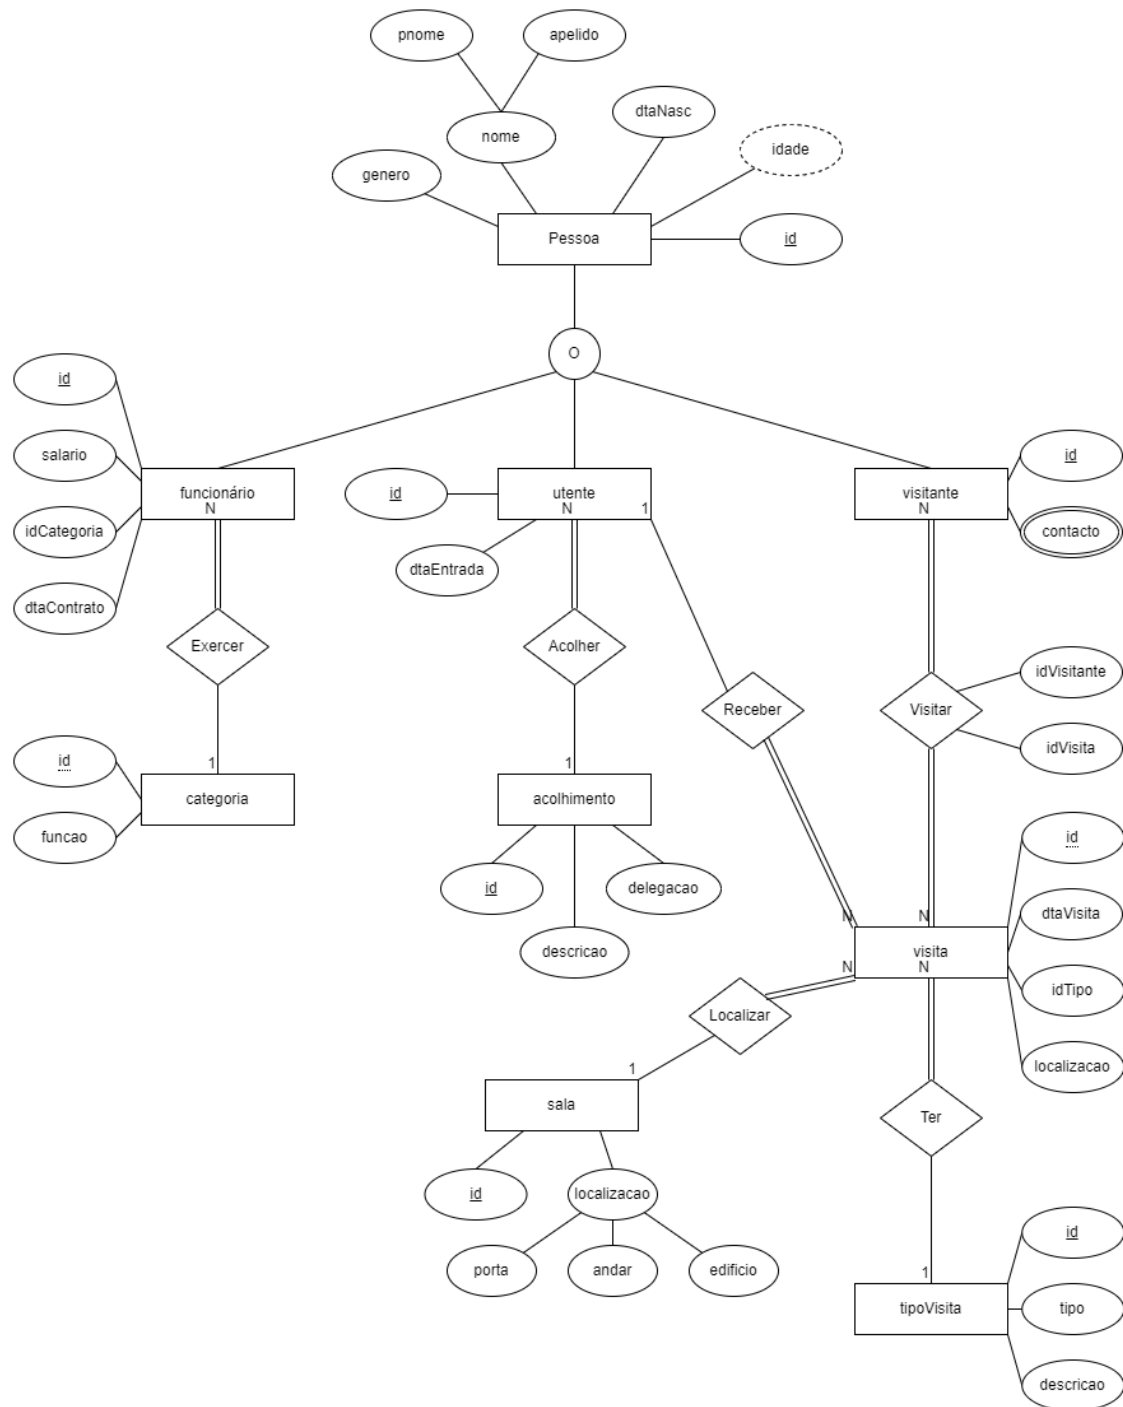 pnome
apelido
dtaNasc
nome
idade
genero
Pessoa
id
O
id
salario
funcionário
utente
visitante
id
id
N
N
1
N
idCategoria
contacto
dtaEntrada
dtaContrato
Exercer
Acolher
idVisitante
Receber
Visitar
idVisita
id
1
1
categoria
acolhimento
funcao
id
id
delegacao
dtaVisita
N
N
descricao
visita
N
N
idTipo
Localizar
localizacao
1
sala
Ter
id
localizacao
id
porta
andar
edificio
1
tipoVisita
tipo
descricao